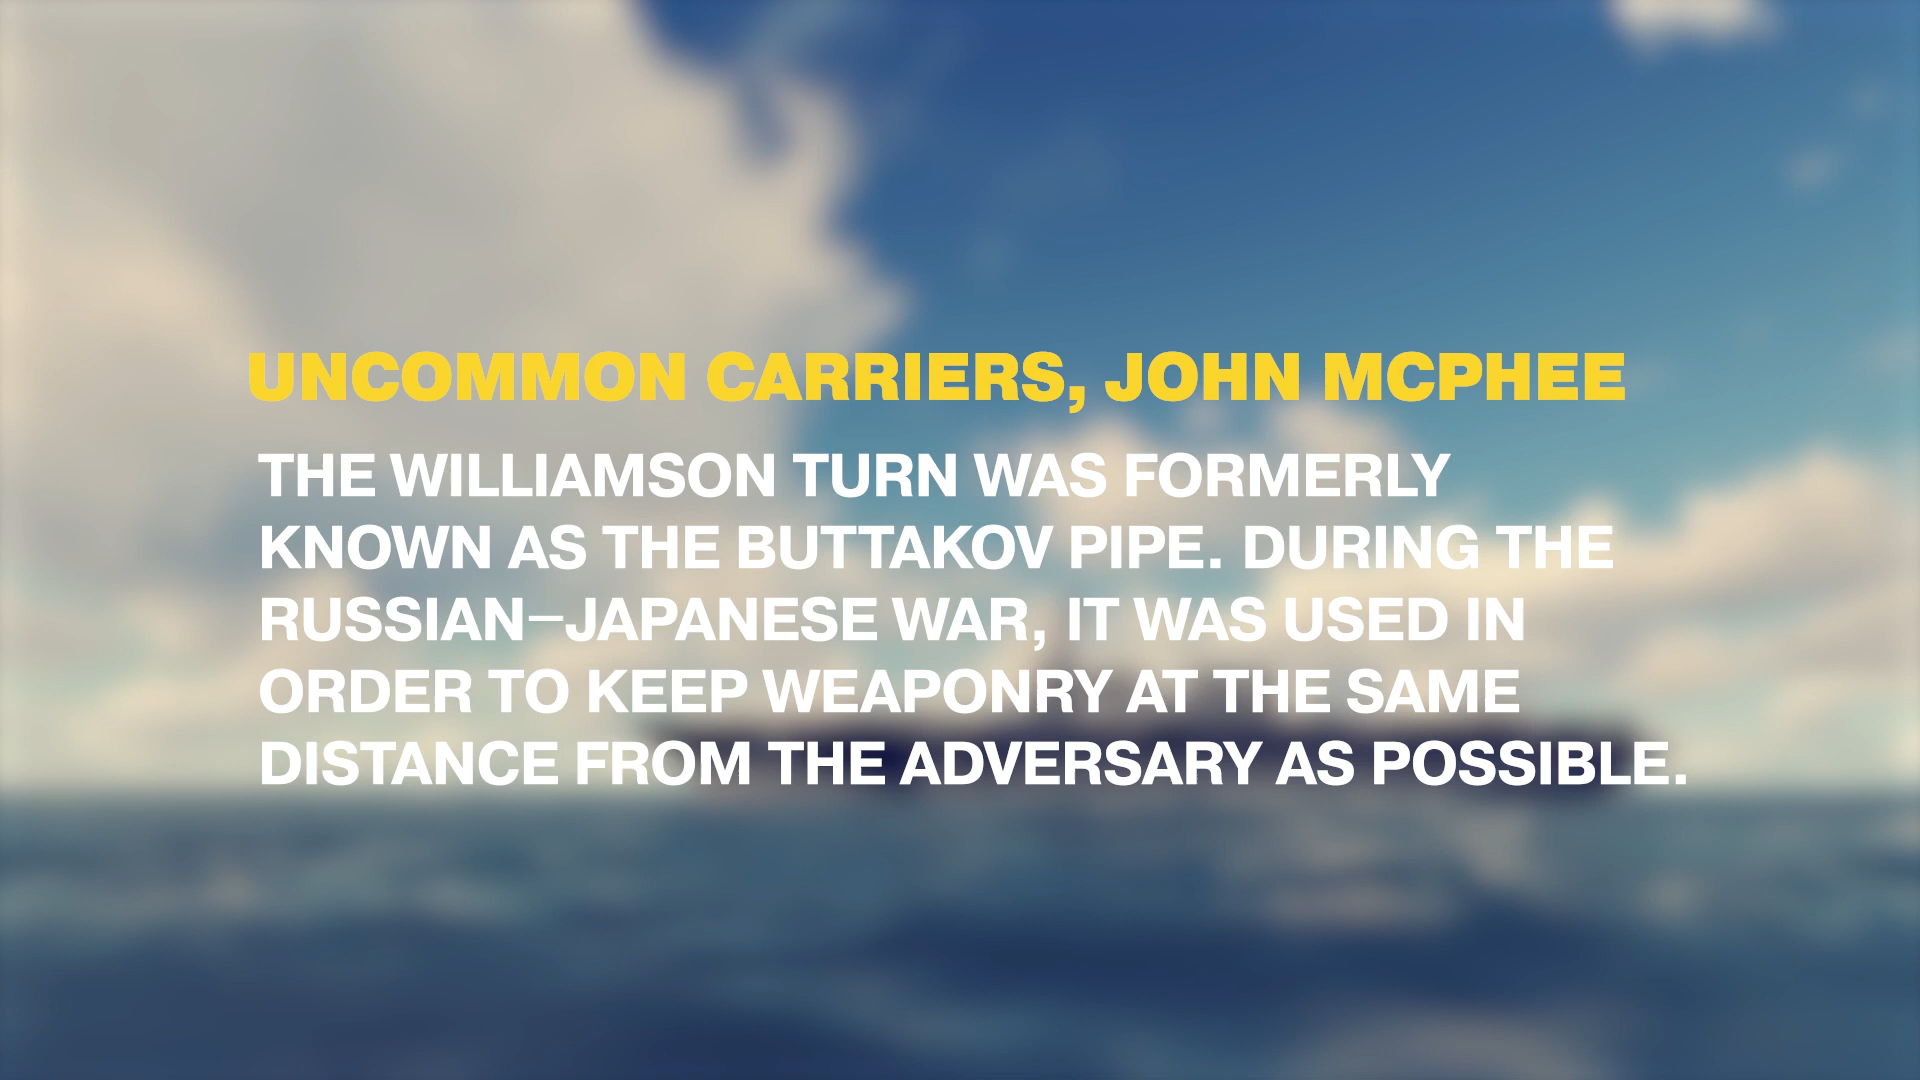 UNCOMMON CARRIERS, JOHN MCPHEE
THE WILLIAMSON TURN WAS FORMERLY
KNOWN AS THE BUTTAKOV PIPE. DURING THE
RUSSIAN–JAPANESE WAR, IT WAS USED IN
ORDER TO KEEP WEAPONRY AT THE SAME
DISTANCE FROM THE ADVERSARY AS POSSIBLE.